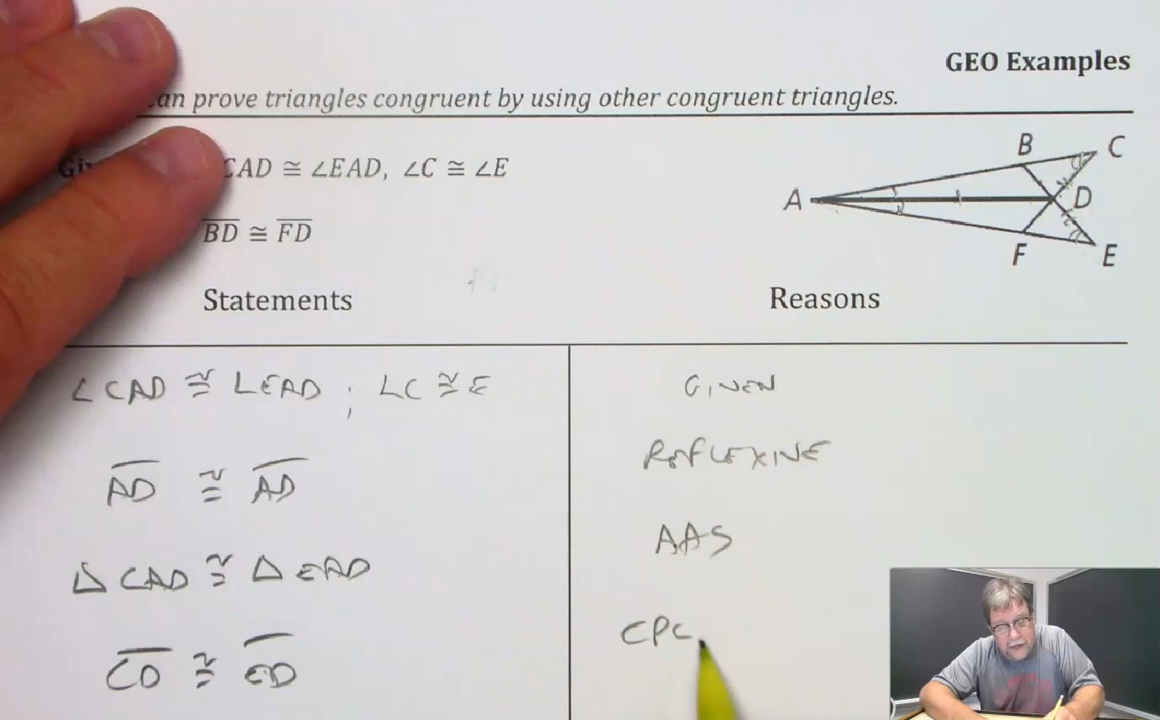 GEO Examples
an prove triangles congruent by using other congruent triangles.
CAD ≅ ∠EAD, ∠C ≅ ∠E
BD ≅ FD
B
C
A
D
F
E
Statements
Reasons
∠CAD ≅ ∠EAD ; ∠C ≅ E
GIVEN
AD ≅ AD
REFLEXIVE
△CAD ≅ △EAD
AAS
CD ≅ ED
CPC